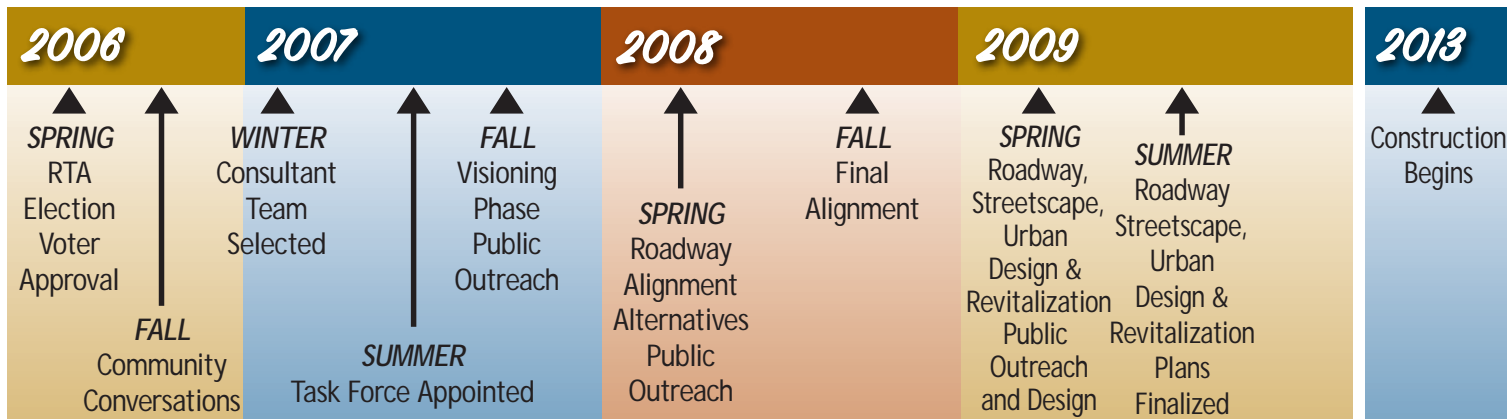 2006
2007
2008
2009
2013
SPRING
RTA
Election
Voter
Approval
FALL
Community
Conversations
WINTER
Consultant
Team
Selected
SUMMER
Task Force Appointed
FALL
Visioning
Phase
Public
Outreach
SPRING
Roadway
Alignment
Alternatives
Public
Outreach
FALL
Final
Alignment
SPRING
Roadway,
Streetscape,
Urban
Design &
Revitalization
Public
Outreach
and Design
SUMMER
Roadway
Streetscape,
Urban
Design &
Revitalization
Plans
Finalized
Construction
Begins